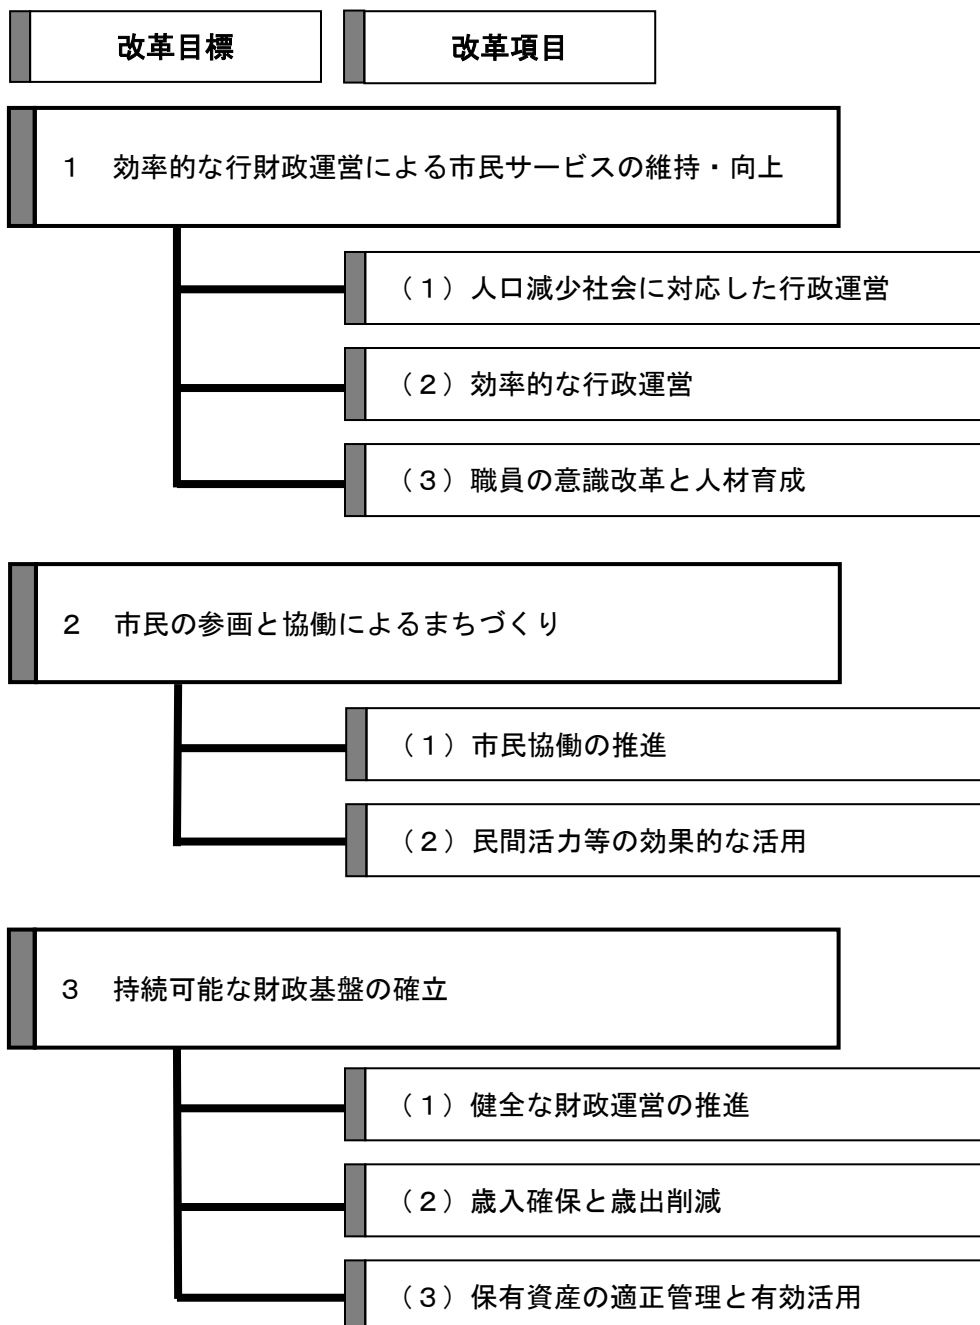 改革目標
改革項目
１　効率的な行財政運営による市民サービスの維持・向上
（１）人口減少社会に対応した行政運営
（２）効率的な行政運営
（３）職員の意識改革と人材育成
２　市民の参画と協働によるまちづくり
（１）市民協働の推進
（２）民間活力等の効果的な活用
３　持続可能な財政基盤の確立
（１）健全な財政運営の推進
（２）歳入確保と歳出削減
（３）保有資産の適正管理と有効活用